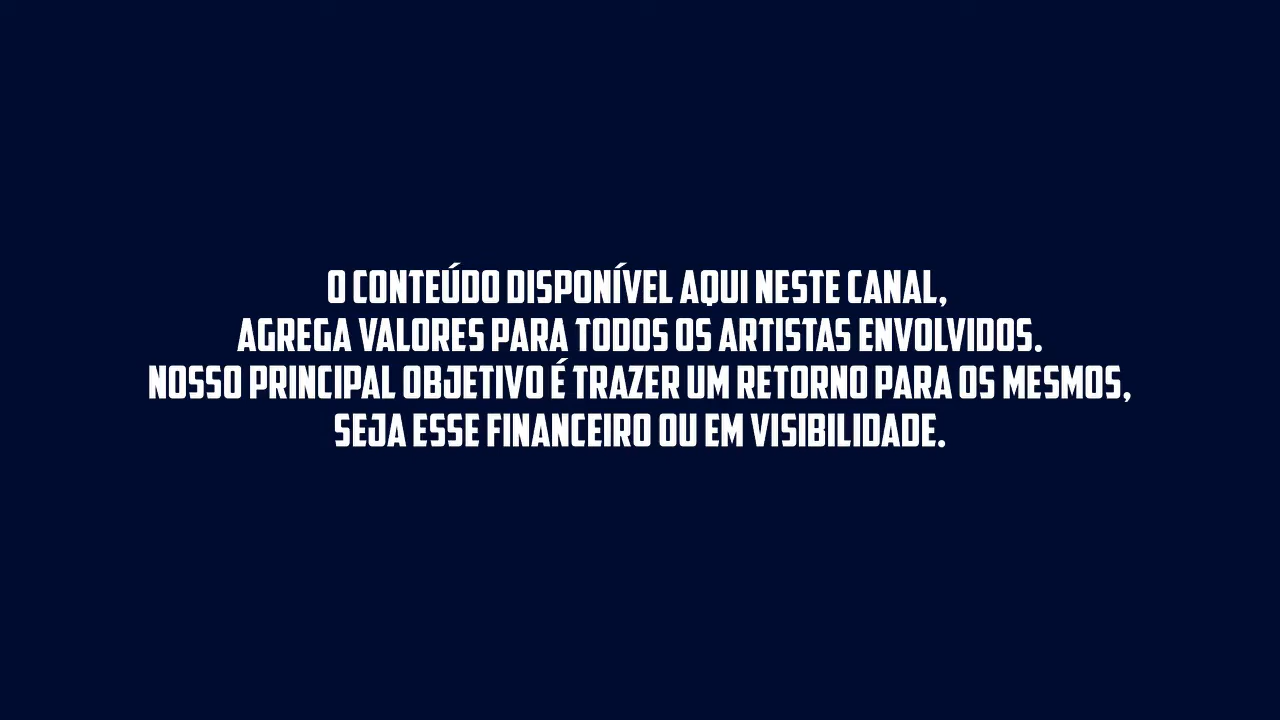 O CONTEÚDO DISPONÍVEL AQUI NESTE CANAL,
AGREGA VALORES PARA TODOS OS ARTISTAS ENVOLVIDOS.
NOSSO PRINCIPAL OBJETIVO É TRAZER UM RETORNO PARA OS MESMOS,
SEJA ESSE FINANCEIRO OU EM VISIBILIDADE.